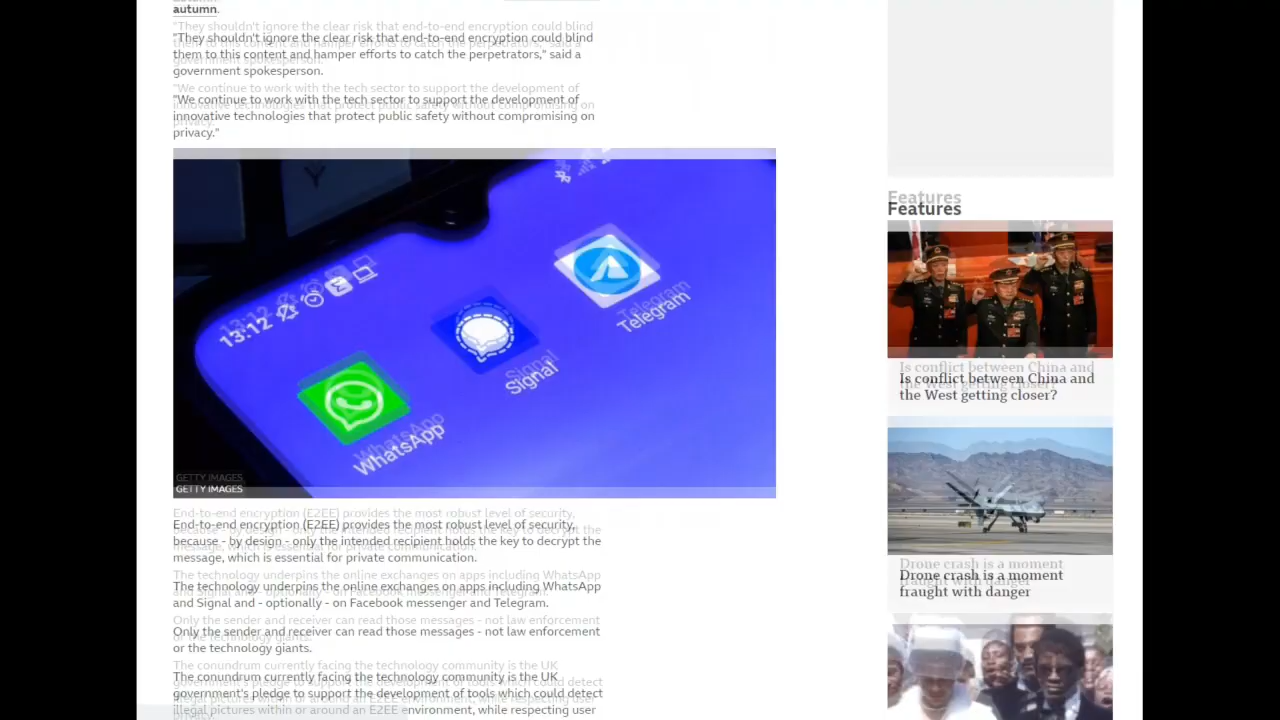 autumn.
"They shouldn't ignore the clear risk that end-to-end encryption could blind
them to this content and hamper efforts to catch the perpetrators," said a
government spokesperson.
"We continue to work with the tech sector to support the development of
innovative technologies that protect public safety without compromising on
privacy."
13:12
WhatsApp
Signal
Telegram
GETTY IMAGES
End-to-end encryption (E2EE) provides the most robust level of security,
because - by design - only the intended recipient holds the key to decrypt the
message, which is essential for private communication.
The technology underpins the online exchanges on apps including WhatsApp
and Signal and - optionally - on Facebook messenger and Telegram.
Only the sender and receiver can read those messages - not law enforcement
or the technology giants.
The conundrum currently facing the technology community is the UK
government's pledge to support the development of tools which could detect
illegal pictures within or around an E2EE environment, while respecting user
privacy.
Features
Is conflict between China and
the West getting closer?
Drone crash is a moment
fraught with danger